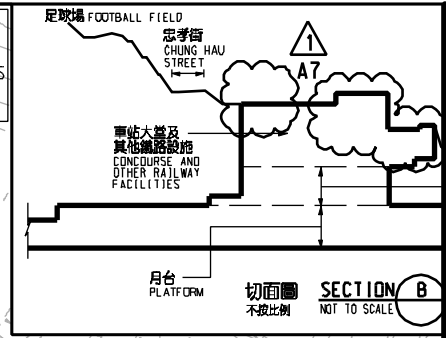 足球場 FOOTBALL FIELD
忠孝街
CHUNG HAU
STREET
1
A7
車站大堂及
其他鐵路設施
CONCOURSE AND
OTHER RAILWAY
FACILITIES
月台
PLATFORM
切面圖 SECTION B
不按比例 NOT TO SCALE